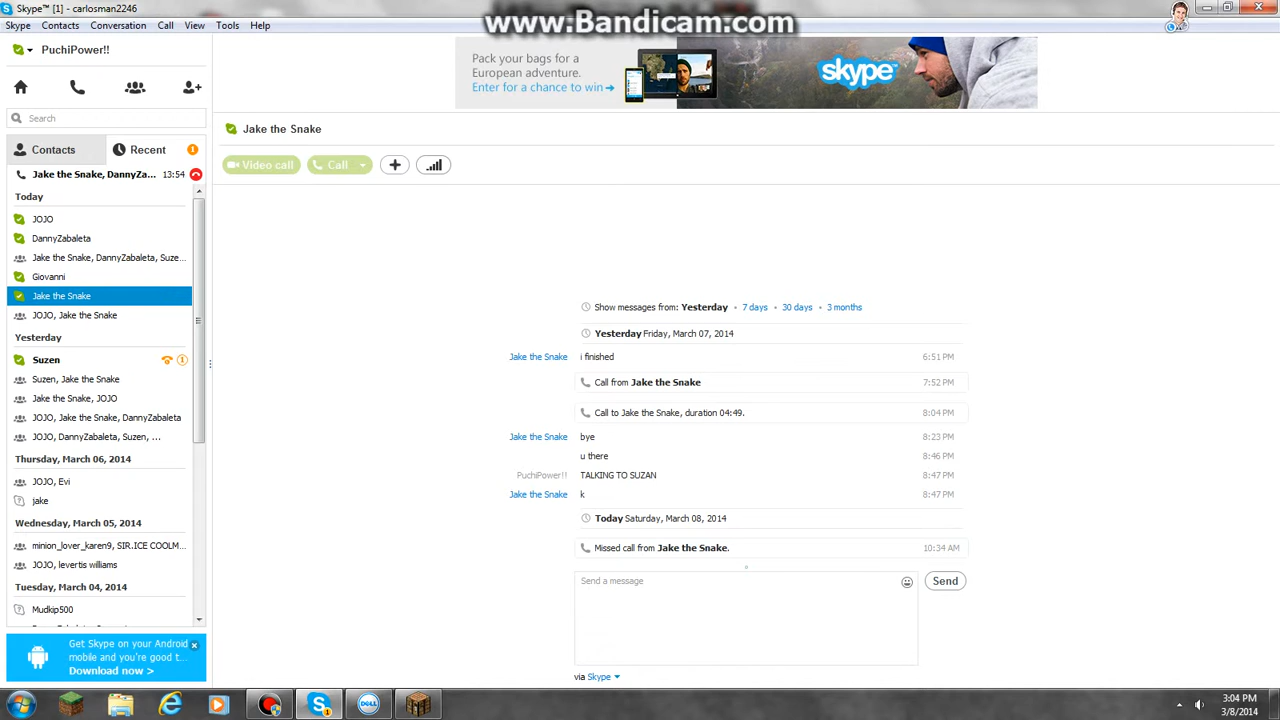 Skype™ [1] - carlosman2246
www.Bandicam.com
Skype Contacts Conversation Call View Tools Help
PuchiPower!!
Pack your bags for a
European adventure.
Enter for a chance to win
skype
Search
Contacts
Recent 1
Jake the Snake, DannyZa... 13:54
Today
JOJO
DannyZabaleta
Jake the Snake, DannyZabaleta, Suze...
Giovanni
Jake the Snake
JOJO, Jake the Snake
Yesterday
Suzen 1
Suzen, Jake the Snake
Jake the Snake, JOJO
JOJO, Jake the Snake, DannyZabaleta
JOJO, DannyZabaleta, Suzen, ...
Thursday, March 06, 2014
JOJO, Evi
jake
Wednesday, March 05, 2014
minion_lover_karen9, SIR.ICE COOLM...
JOJO, levertis williams
Tuesday, March 04, 2014
Mudkip500
Get Skype on your Android
mobile and you're good t...
Download now >
Jake the Snake
Video call
Call
Show messages from: Yesterday • 7 days • 30 days • 3 months
Yesterday Friday, March 07, 2014
Jake the Snake i finished 6:51 PM
Call from Jake the Snake 7:52 PM
Call to Jake the Snake, duration 04:49. 8:04 PM
Jake the Snake bye 8:23 PM
u there 8:46 PM
PuchiPower!! TALKING TO SUZAN 8:47 PM
Jake the Snake k 8:47 PM
Today Saturday, March 08, 2014
Missed call from Jake the Snake. 10:34 AM
Send a message
Send
via Skype
DELL
3:04 PM
3/8/2014